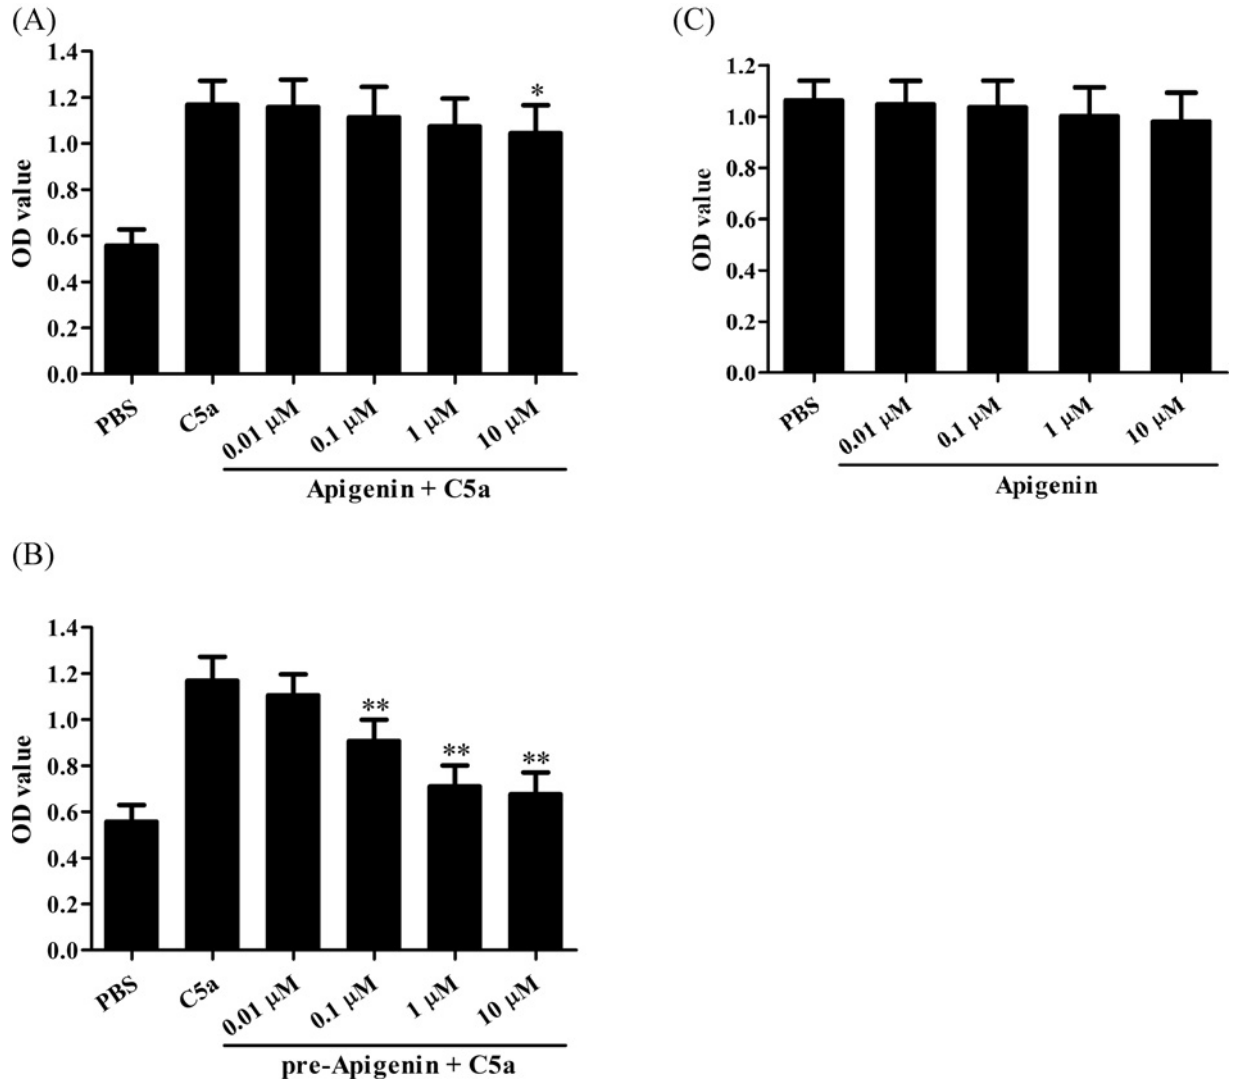 (A)
1.4
1.2
1.0
0.8
0.6
0.4
0.2
0.0
OD value
*
PBS
C5a
0.01 μM
0.1 μM
1 μM
10 μM
Apigenin + C5a
(C)
1.2
1.0
0.8
0.6
0.4
0.2
0.0
OD value
PBS
0.01 μM
0.1 μM
1 μM
10 μM
Apigenin
(B)
1.4
1.2
1.0
0.8
0.6
0.4
0.2
0.0
OD value
**
**
**
PBS
C5a
0.01 μM
0.1 μM
1 μM
10 μM
pre-Apigenin + C5a